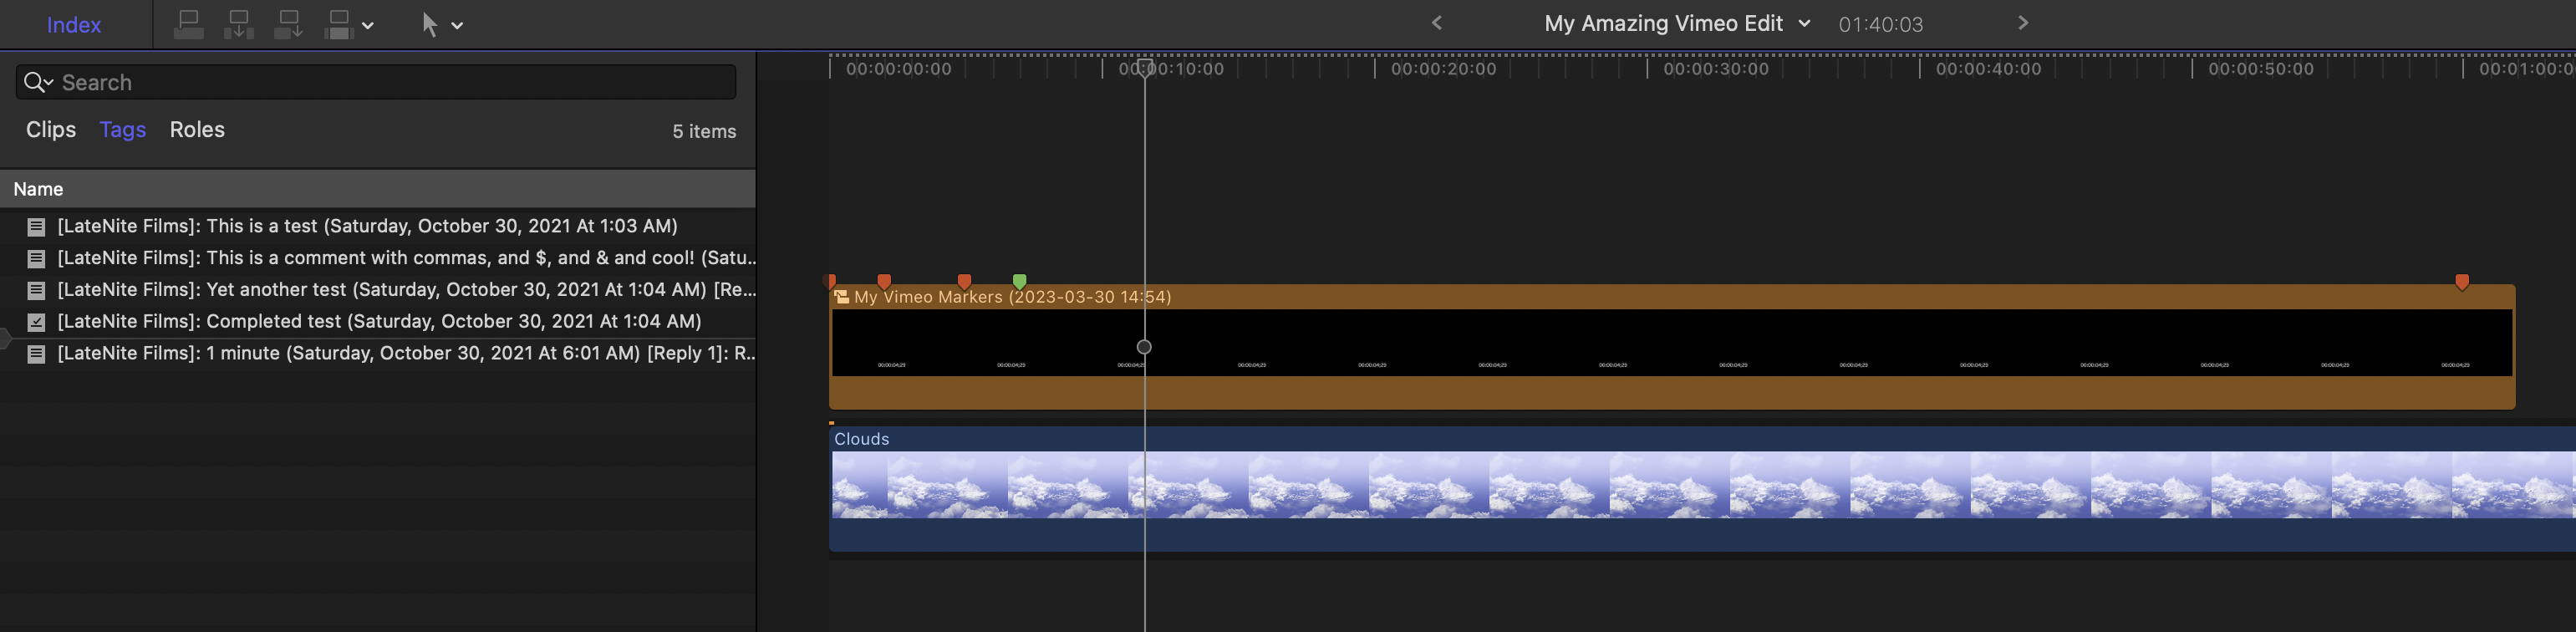 Index
My Amazing Vimeo Edit 01:40:03
Search
Clips Tags Roles 5 items
Name
[LateNite Films]: This is a test (Saturday, October 30, 2021 At 1:03 AM)
[LateNite Films]: This is a comment with commas, and $, and & and cool! (Satu...
[LateNite Films]: Yet another test (Saturday, October 30, 2021 At 1:04 AM) [Re...
[LateNite Films]: Completed test (Saturday, October 30, 2021 At 1:04 AM)
[LateNite Films]: 1 minute (Saturday, October 30, 2021 At 6:01 AM) [Reply 1]: R...
00:00:00:00 00:00:10:00 00:00:20:00 00:00:30:00 00:00:40:00 00:00:50:00 00:01:00:0
My Vimeo Markers (2023-03-30 14:54)
Clouds